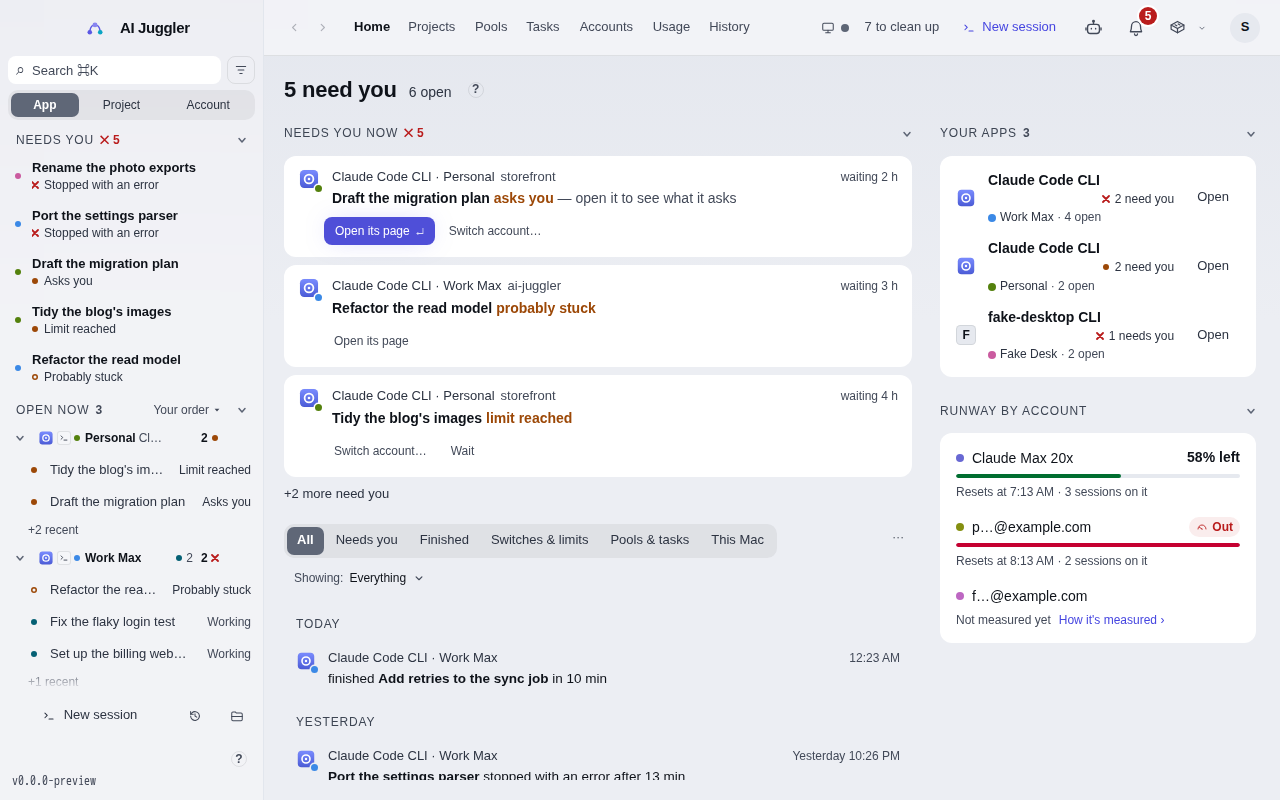 AI Juggler
Search ⌘K
App Project Account
NEEDS YOU 5
Rename the photo exports
Stopped with an error
Port the settings parser
Stopped with an error
Draft the migration plan
Asks you
Tidy the blog's images
Limit reached
Refactor the read model
Probably stuck
OPEN NOW 3 Your order
Personal Cl… 2
Tidy the blog's im… Limit reached
Draft the migration plan Asks you
+2 recent
Work Max 2 2
Refactor the rea… Probably stuck
Fix the flaky login test Working
Set up the billing web… Working
+1 recent
New session
?
v0.0.0-preview
Home Projects Pools Tasks Accounts Usage History
7 to clean up New session 5 S
5 need you 6 open ?
NEEDS YOU NOW 5
Claude Code CLI · Personal storefront waiting 2 h
Draft the migration plan asks you — open it to see what it asks
Open its page Switch account…
Claude Code CLI · Work Max ai-juggler waiting 3 h
Refactor the read model probably stuck
Open its page
Claude Code CLI · Personal storefront waiting 4 h
Tidy the blog's images limit reached
Switch account… Wait
+2 more need you
All Needs you Finished Switches & limits Pools & tasks This Mac ···
Showing: Everything
TODAY
Claude Code CLI · Work Max 12:23 AM
finished Add retries to the sync job in 10 min
YESTERDAY
Claude Code CLI · Work Max Yesterday 10:26 PM
Port the settings parser stopped with an error after 13 min
YOUR APPS 3
Claude Code CLI
2 need you Open
Work Max · 4 open
Claude Code CLI
2 need you Open
Personal · 2 open
F fake-desktop CLI
1 needs you Open
Fake Desk · 2 open
RUNWAY BY ACCOUNT
Claude Max 20x 58% left
Resets at 7:13 AM · 3 sessions on it
p…@example.com Out
Resets at 8:13 AM · 2 sessions on it
f…@example.com
Not measured yet How it's measured ›